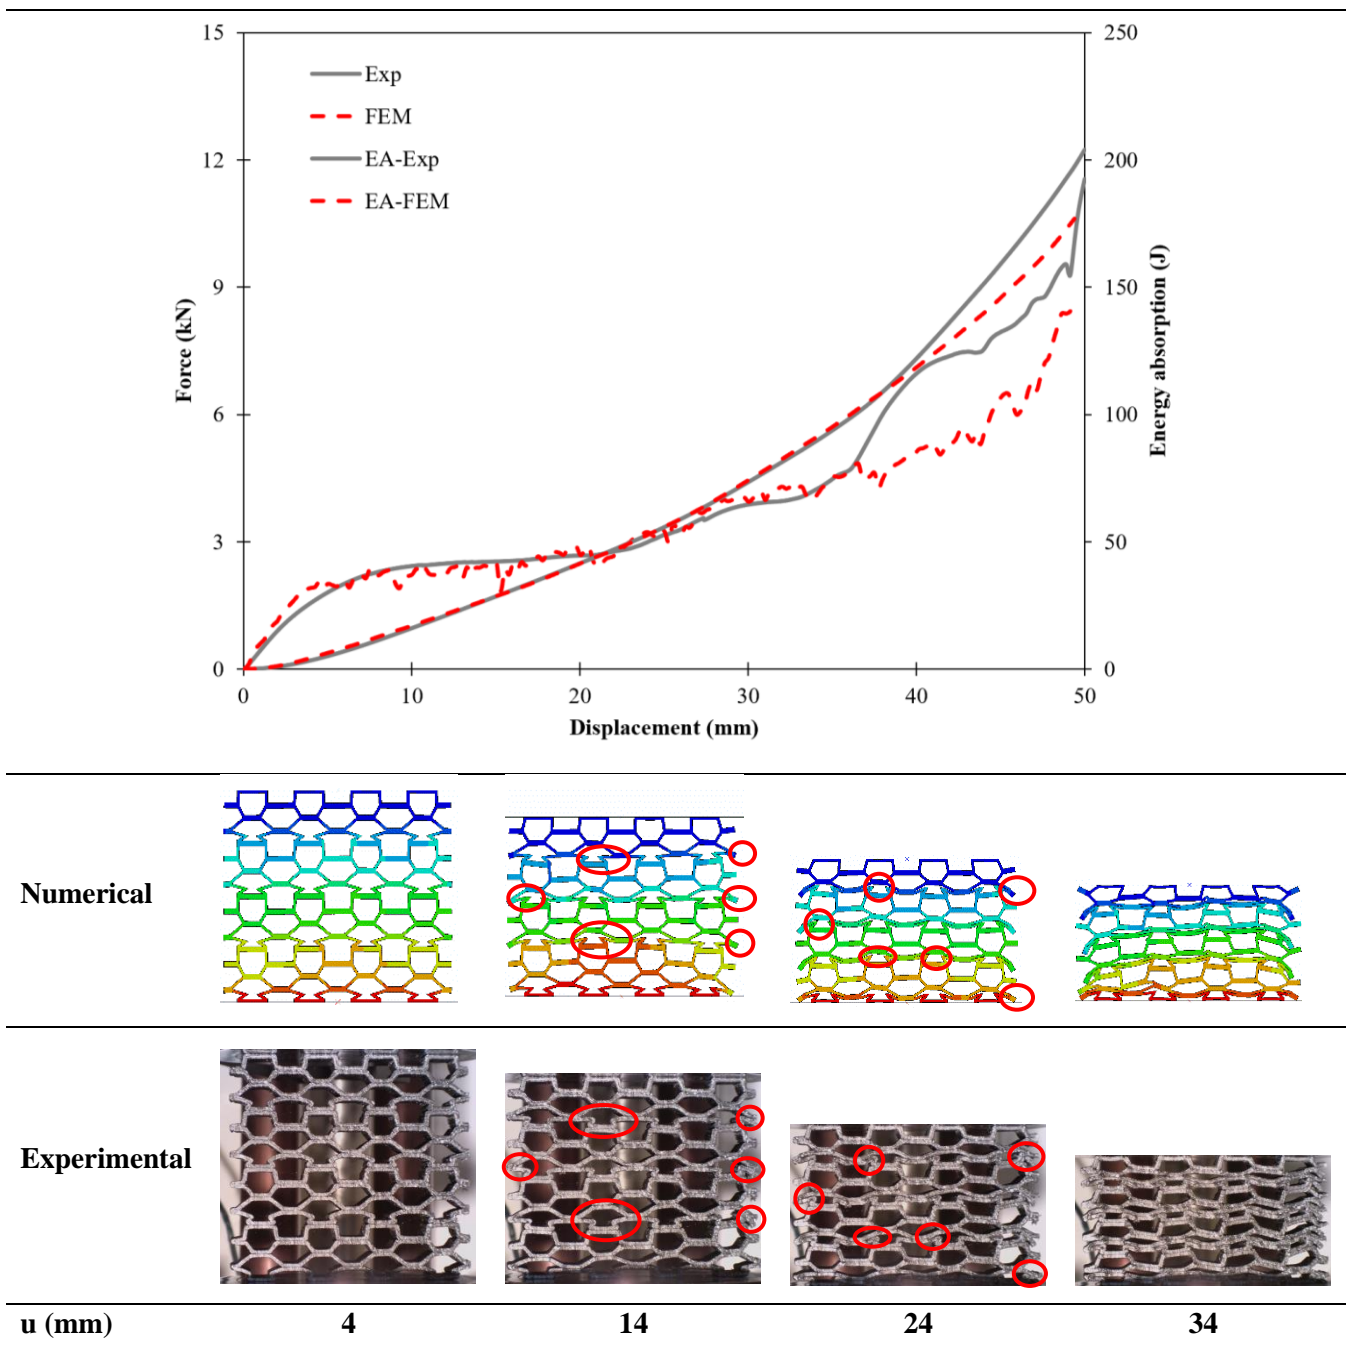 Exp
FEM
EA-Exp
EA-FEM
15
12
9
6
3
0
Force (kN)
250
200
150
100
50
0
Energy absorption (J)
0 10 20 30 40 50
Displacement (mm)
Numerical
Experimental
u (mm) 4 14 24 34